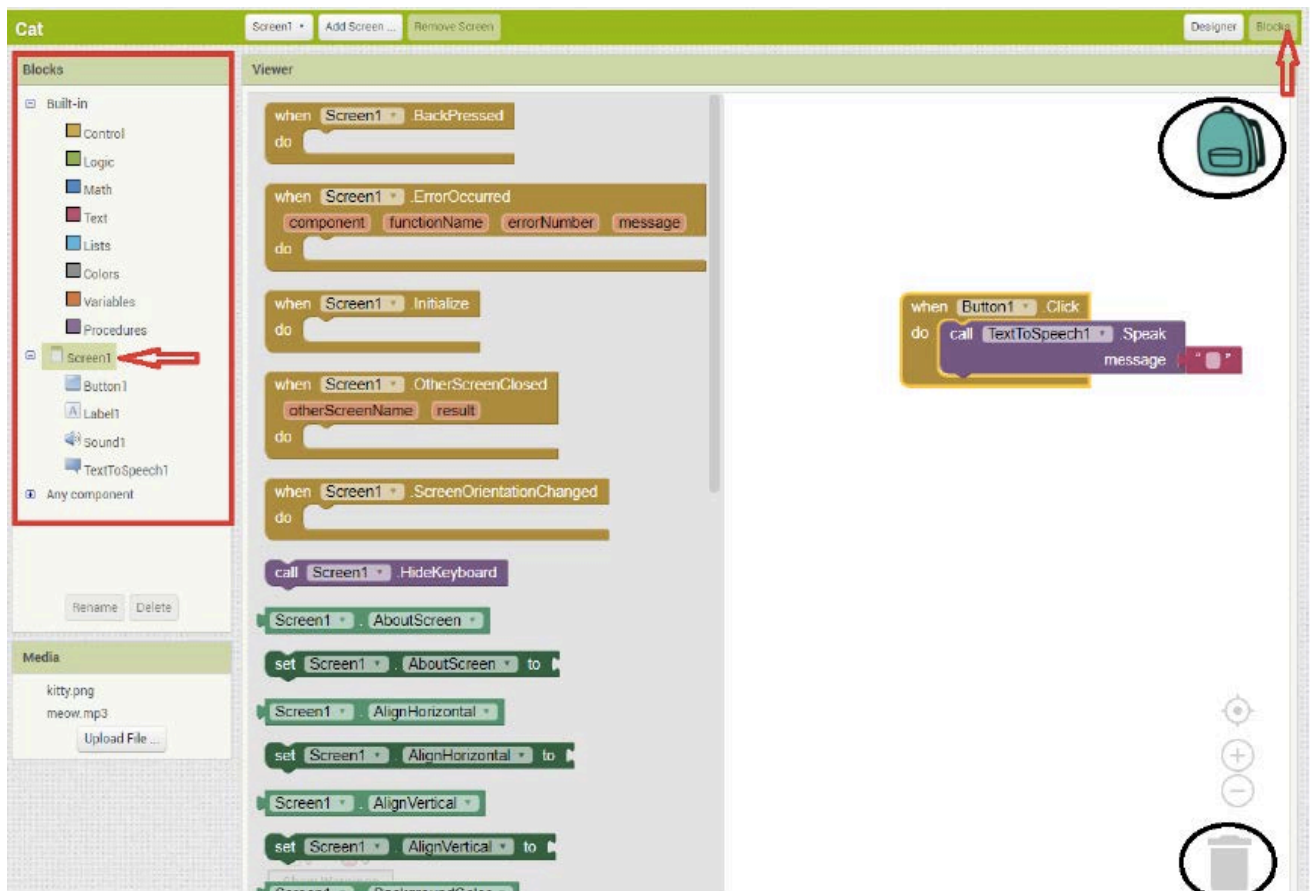 Cat
Screen1
Add Screen ...
Remove Screen
Designer
Blocks
Blocks
Built-in
Control
Logic
Math
Text
Lists
Colors
Variables
Procedures
Screen1
Button1
Label1
Sound1
TextToSpeech1
Any component
Rename Delete
Media
kitty.png
meow.mp3
Upload File ...
Viewer
when Screen1 .BackPressed
do
when Screen1 .ErrorOccurred
component functionName errorNumber message
do
when Screen1 .Initialize
do
when Screen1 .OtherScreenClosed
otherScreenName result
do
when Screen1 .ScreenOrientationChanged
do
call Screen1 .HideKeyboard
Screen1 . AboutScreen
set Screen1 . AboutScreen to
Screen1 . AlignHorizontal
set Screen1 . AlignHorizontal to
Screen1 . AlignVertical
set Screen1 . AlignVertical to
when Button1 .Click
do call TextToSpeech1 .Speak
message " "